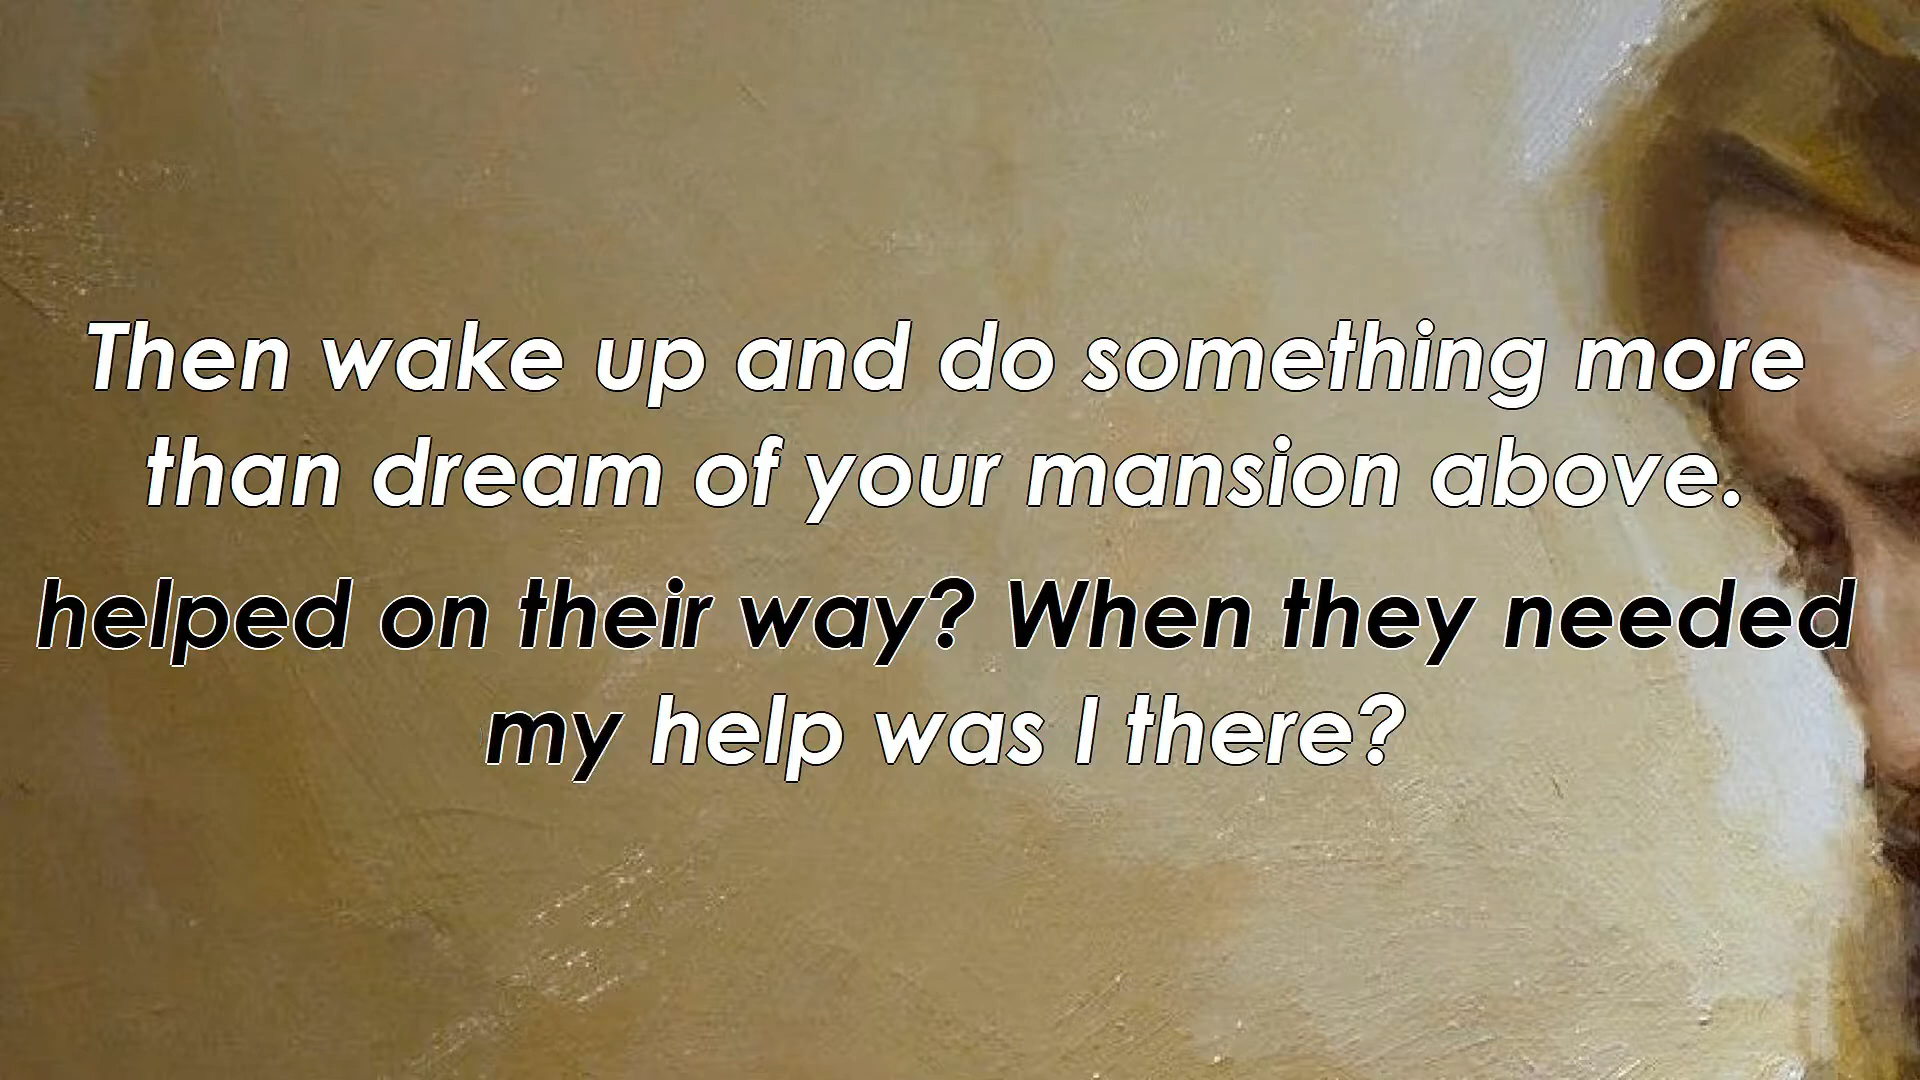 Then wake up and do something more
than dream of your mansion above.
helped on their way? When they needed
my help was I there?